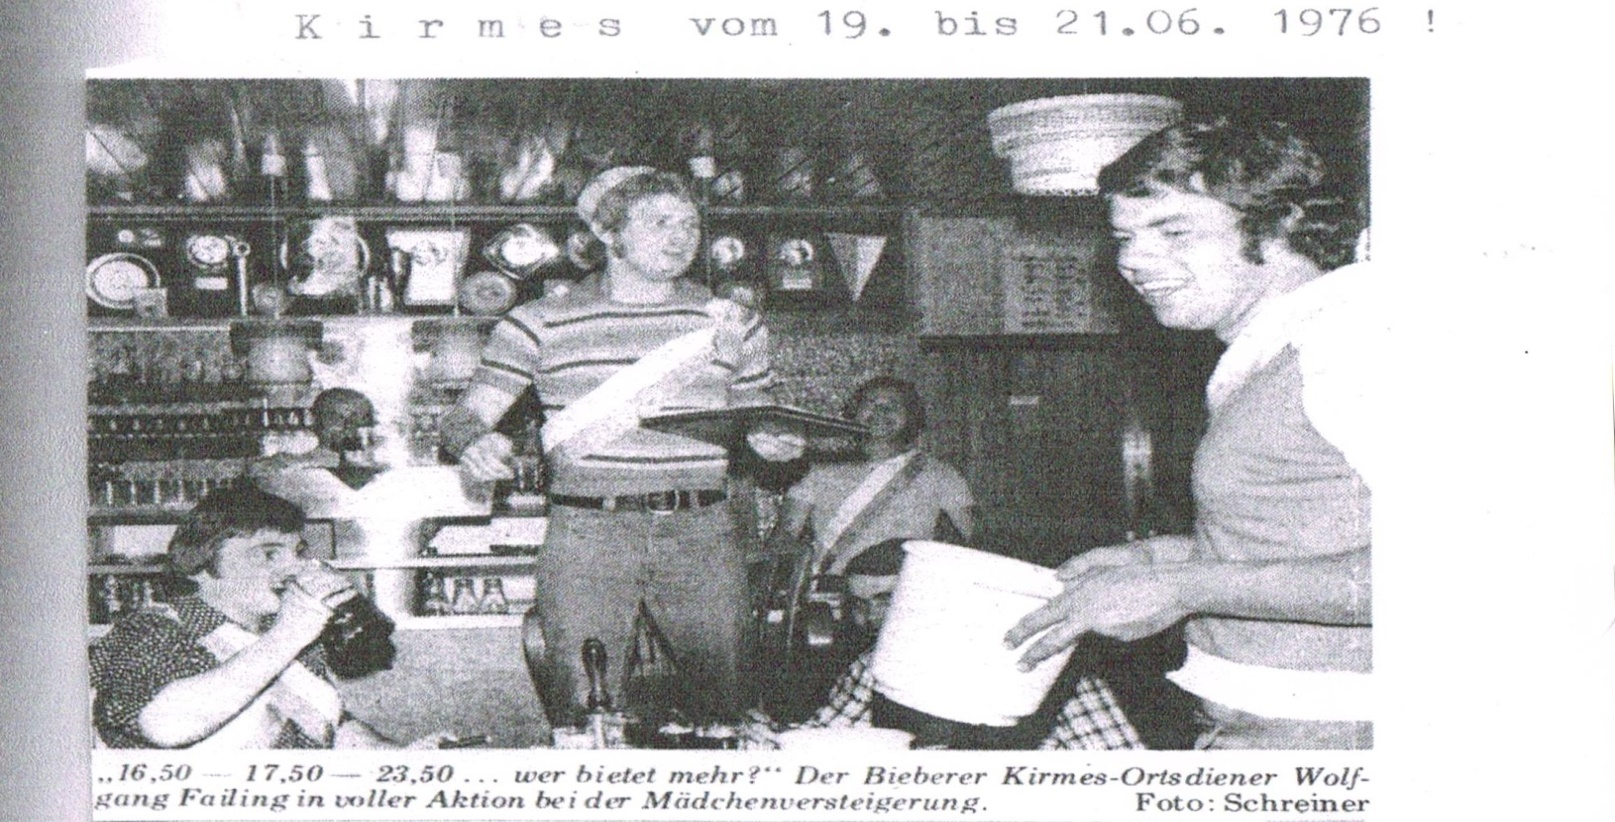 Kirmes vom 19. bis 21.06. 1976 !
„16,50 — 17,50 — 23,50 ... wer bietet mehr?“ Der Bieberer Kirmes-Ortsdiener Wolf-
gang Failing in voller Aktion bei der Mädchenversteigerung. Foto: Schreiner